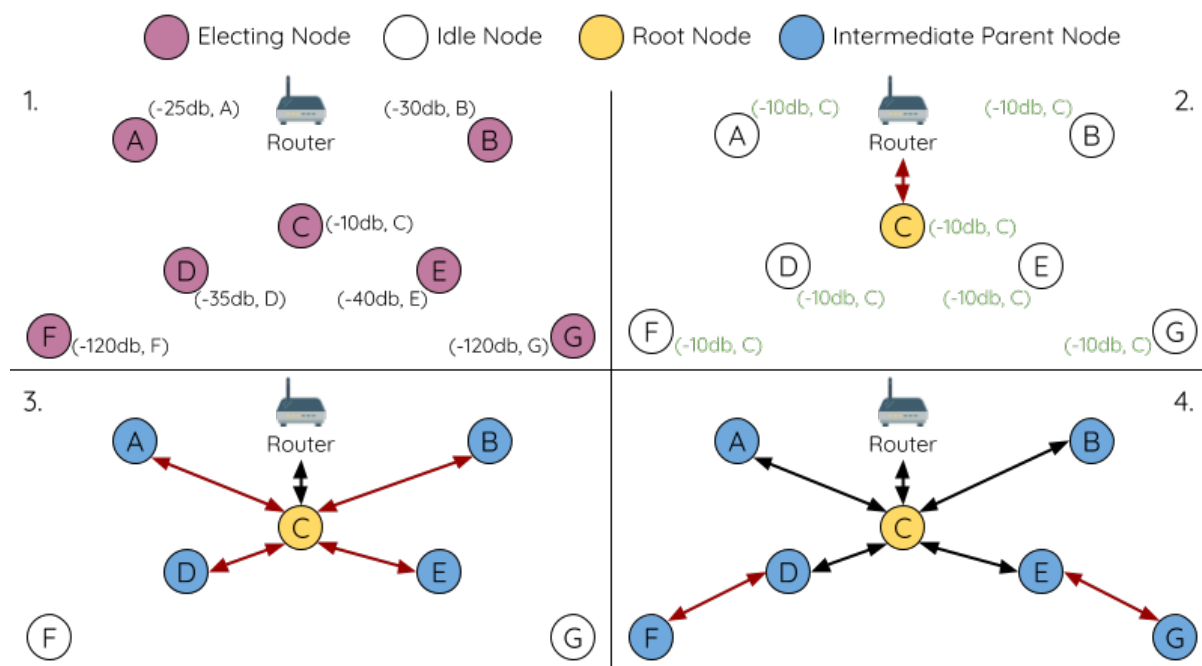 Electing Node Idle Node Root Node Intermediate Parent Node
1.
(-25db, A)
(-30db, B)
A
Router
B
C
(-10db, C)
D
E
(-35db, D)
(-40db, E)
F
(-120db, F)
(-120db, G)
G
2.
(-10db, C)
(-10db, C)
A
Router
B
C
(-10db, C)
D
E
(-10db, C)
(-10db, C)
F
(-10db, C)
(-10db, C)
G
3.
A
Router
B
C
D
E
F
G
4.
A
Router
B
C
D
E
F
G